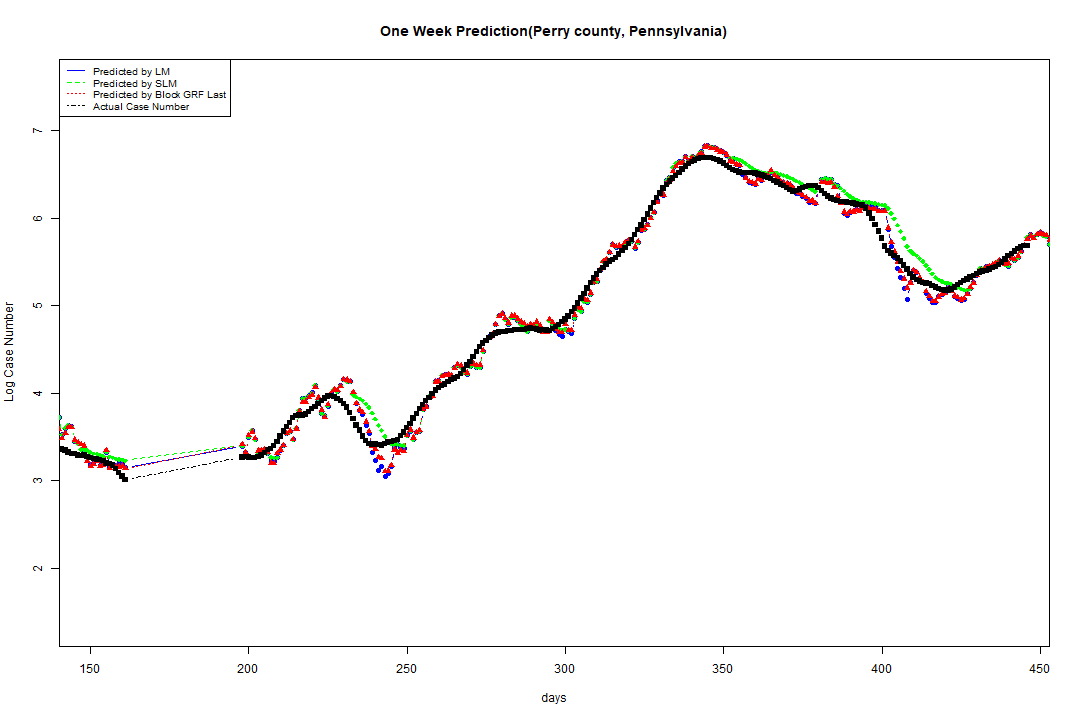 One Week Prediction(Perry county, Pennsylvania)
Predicted by LM
Predicted by SLM
Predicted by Block GRF Last
Actual Case Number
7
6
5
4
3
2
Log Case Number
150 200 250 300 350 400 450
days